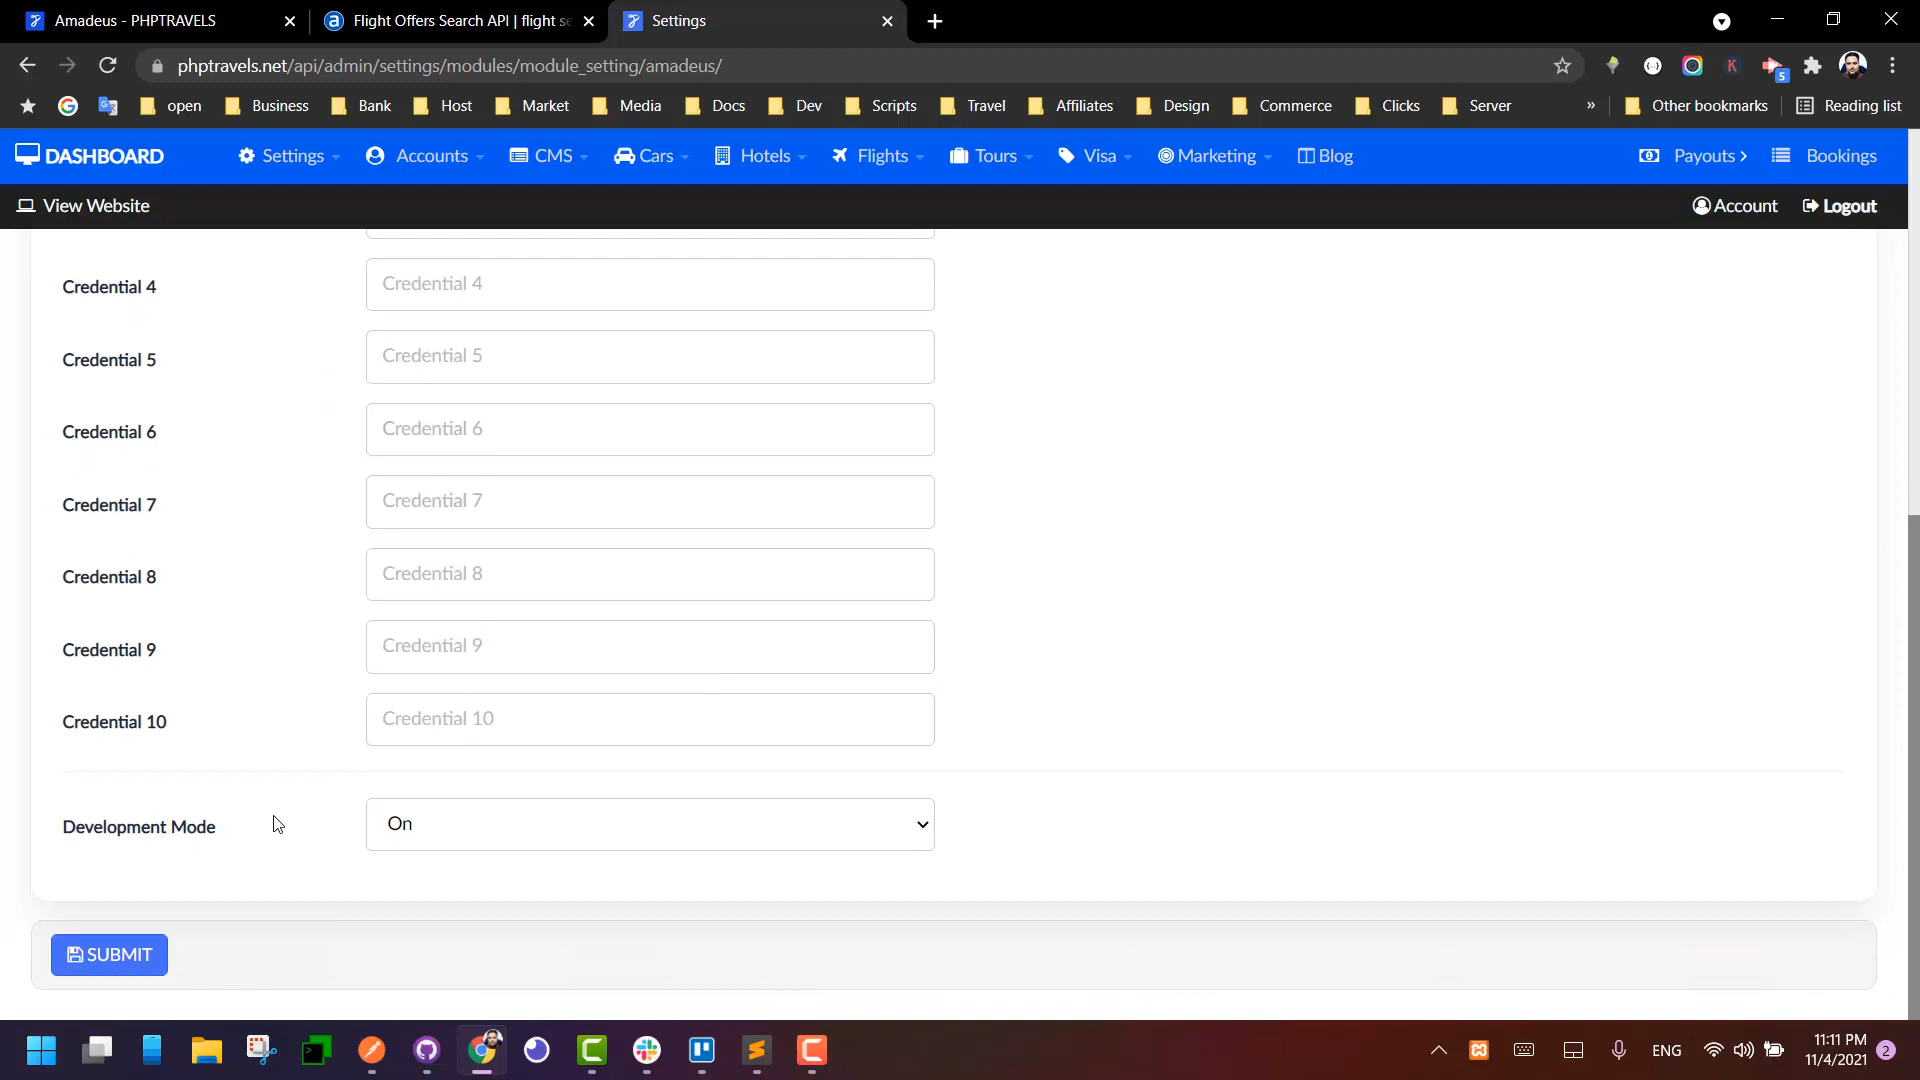 Amadeus - PHPTRAVELS
Flight Offers Search API | flight se
Settings
phptravels.net/api/admin/settings/modules/module_setting/amadeus/
5
open
Business
Bank
Host
Market
Media
Docs
Dev
Scripts
Travel
Affiliates
Design
Commerce
Clicks
Server
»
Other bookmarks
Reading list
DASHBOARD
Settings
Accounts
CMS
Cars
Hotels
Flights
Tours
Visa
Marketing
Blog
Payouts
Bookings
View Website
Account
Logout
Credential 4
Credential 4
Credential 5
Credential 5
Credential 6
Credential 6
Credential 7
Credential 7
Credential 8
Credential 8
Credential 9
Credential 9
Credential 10
Credential 10
Development Mode
On
SUBMIT
ENG
11:11 PM
11/4/2021
2